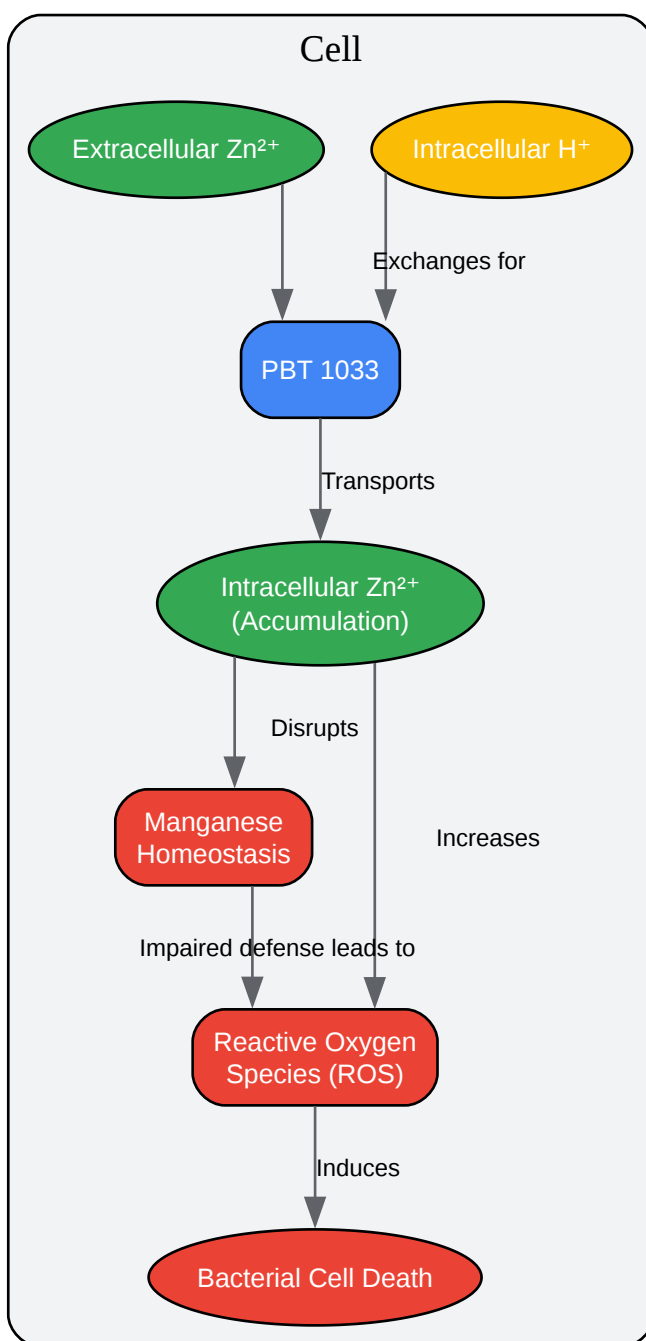 Cell
Extracellular Zn²⁺
Intracellular H⁺
Exchanges for
PBT 1033
Transports
Intracellular Zn²⁺
(Accumulation)
Disrupts
Manganese
Homeostasis
Increases
Impaired defense leads to
Reactive Oxygen
Species (ROS)
Induces
Bacterial Cell Death